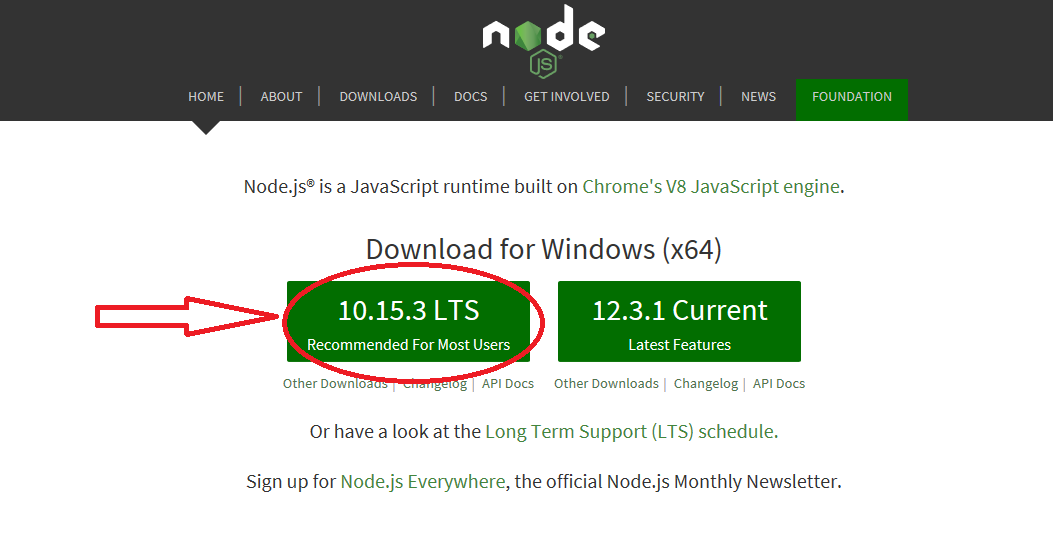 node
JS
HOME | ABOUT | DOWNLOADS | DOCS | GET INVOLVED | SECURITY | NEWS FOUNDATION
Node.js® is a JavaScript runtime built on Chrome's V8 JavaScript engine.
Download for Windows (x64)
10.15.3 LTS 12.3.1 Current
Recommended For Most Users Latest Features
Other Downloads | Changelog | API Docs Other Downloads | Changelog | API Docs
Or have a look at the Long Term Support (LTS) schedule.
Sign up for Node.js Everywhere, the official Node.js Monthly Newsletter.